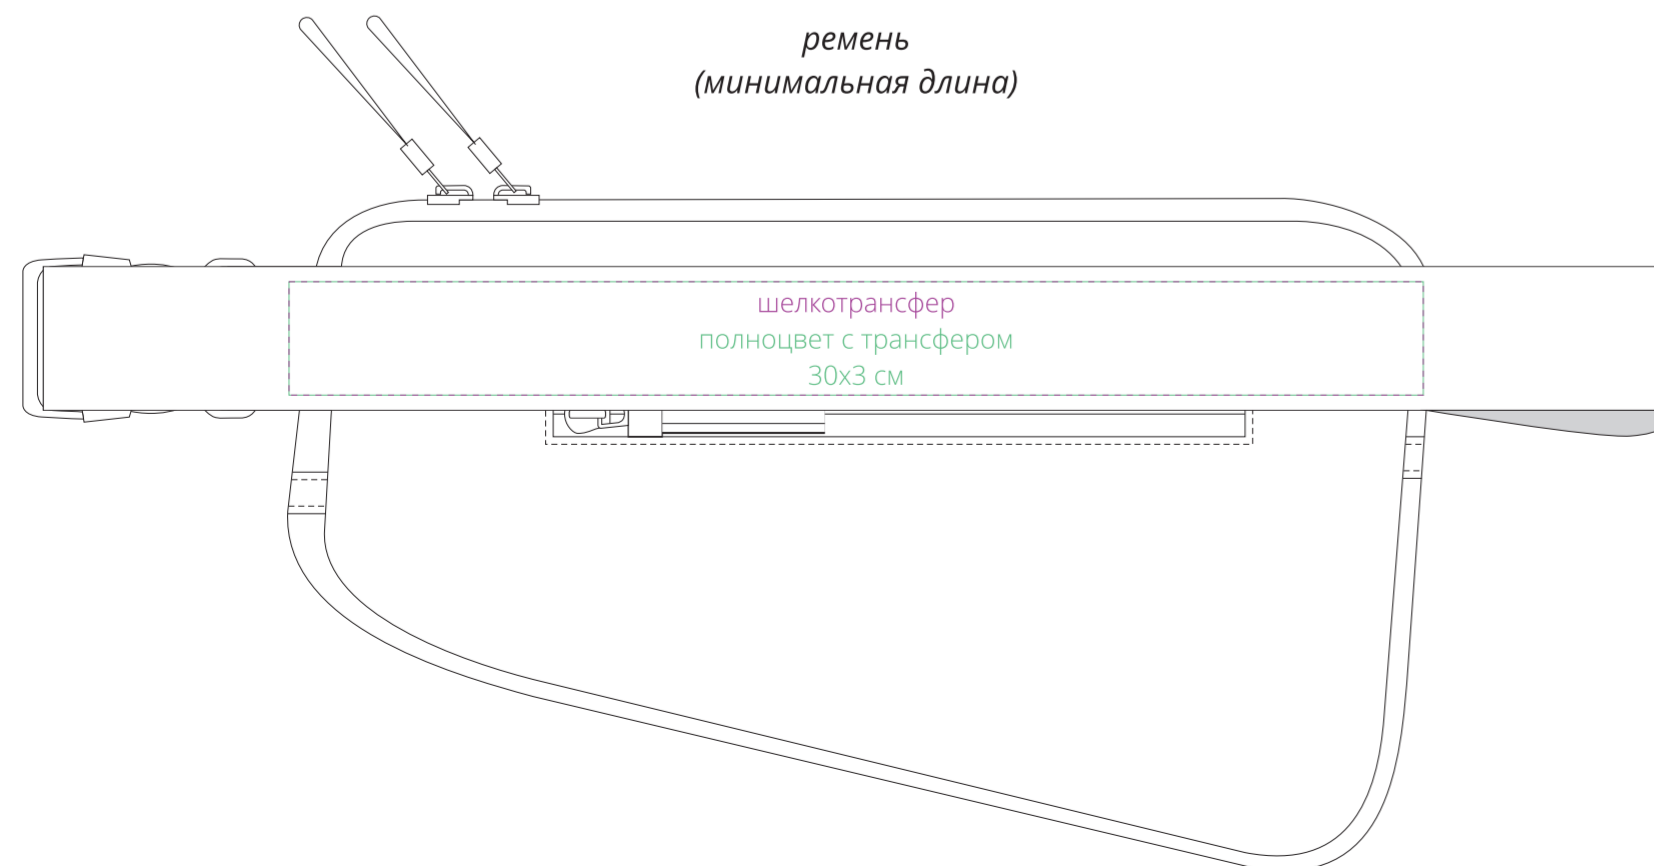 ремень
(минимальная длина)
шелкотрансфер
полноцвет с трансфером
30х3 см